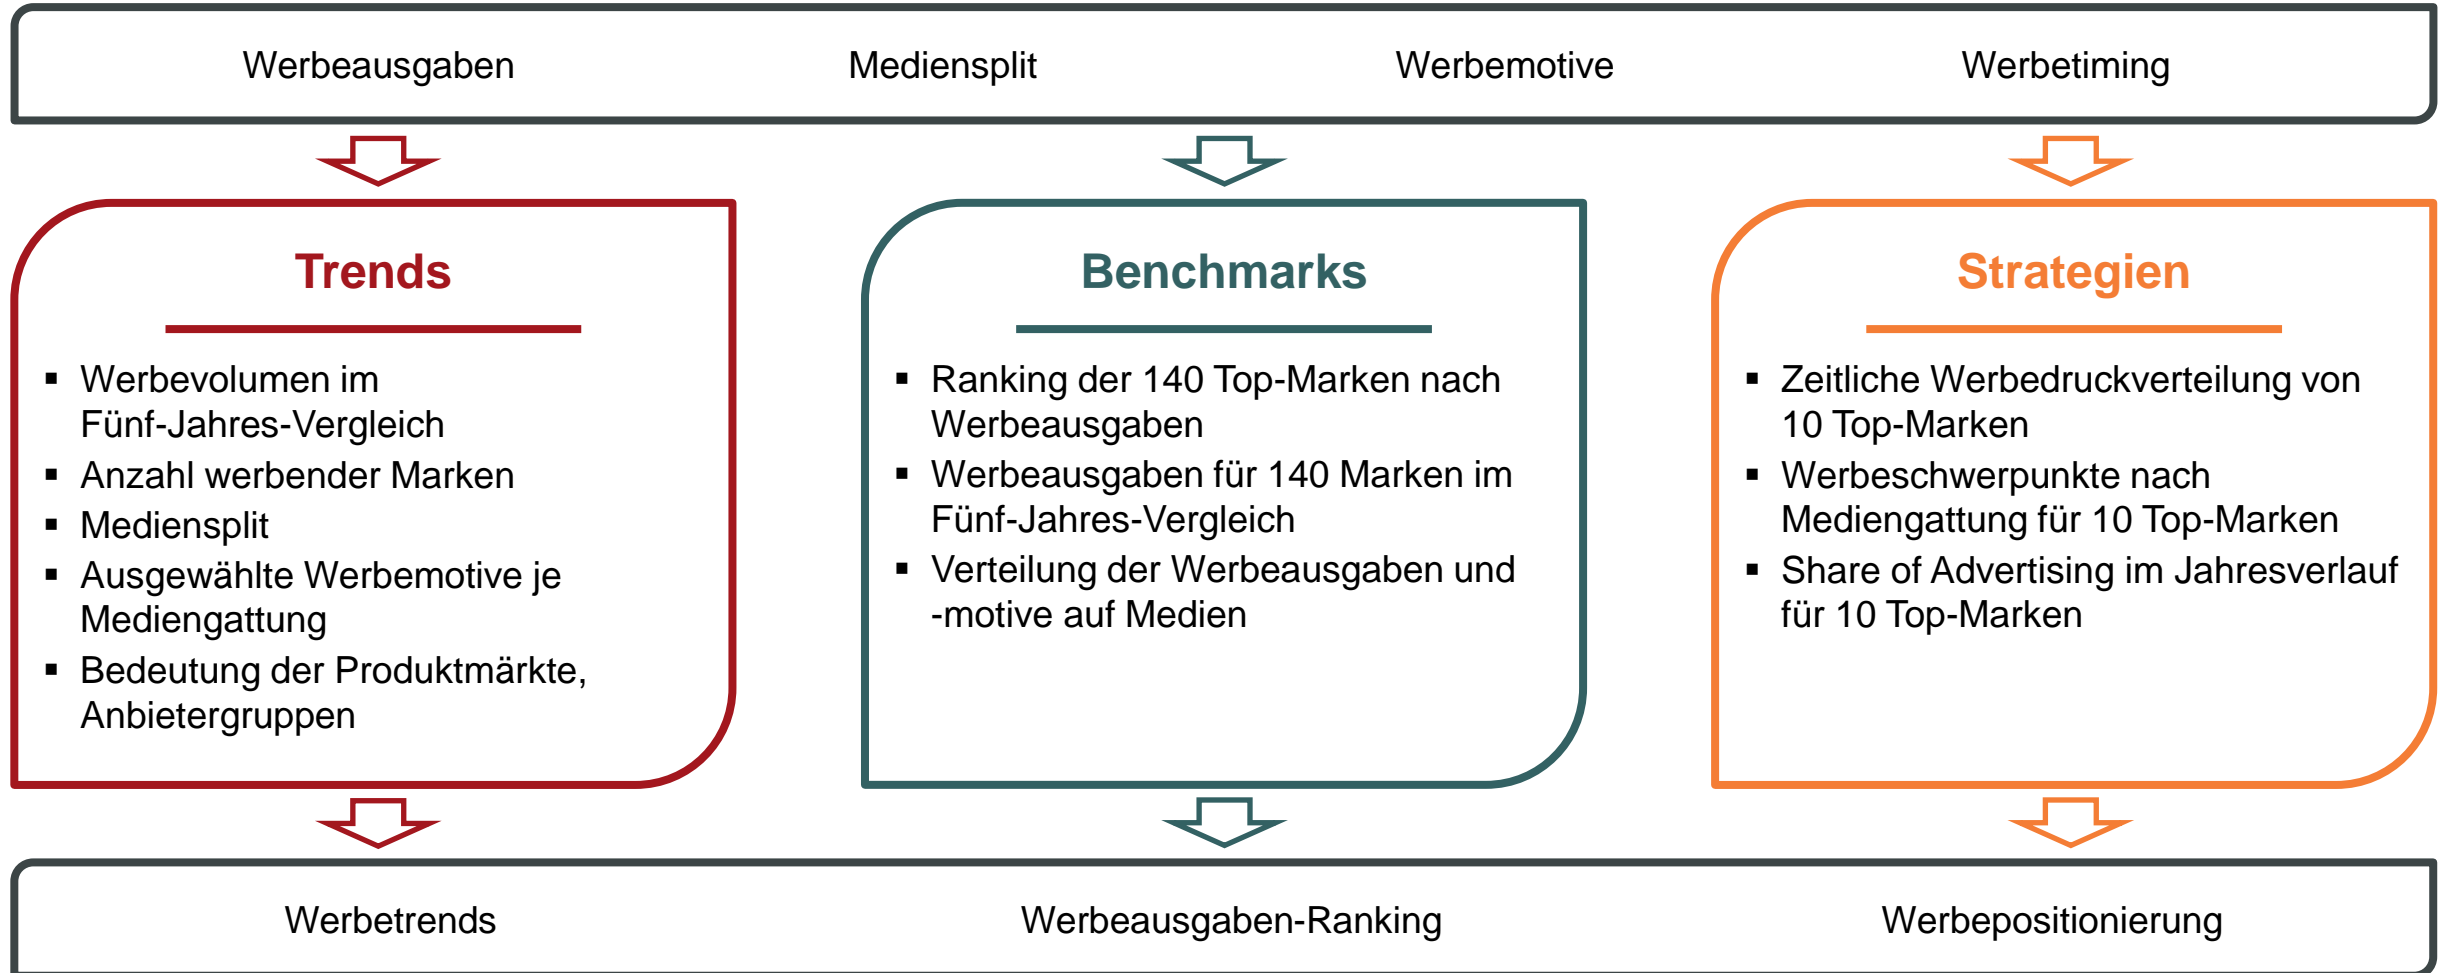 Werbeausgaben Mediensplit Werbemotive Werbetiming
Trends
▪ Werbevolumen im
Fünf-Jahres-Vergleich
▪ Anzahl werbender Marken
▪ Mediensplit
▪ Ausgewählte Werbemotive je
Mediengattung
▪ Bedeutung der Produktmärkte,
Anbietergruppen
Benchmarks
▪ Ranking der 140 Top-Marken nach
Werbeausgaben
▪ Werbeausgaben für 140 Marken im
Fünf-Jahres-Vergleich
▪ Verteilung der Werbeausgaben und
-motive auf Medien
Strategien
▪ Zeitliche Werbedruckverteilung von
10 Top-Marken
▪ Werbeschwerpunkte nach
Mediengattung für 10 Top-Marken
▪ Share of Advertising im Jahresverlauf
für 10 Top-Marken
Werbetrends Werbeausgaben-Ranking Werbepositionierung